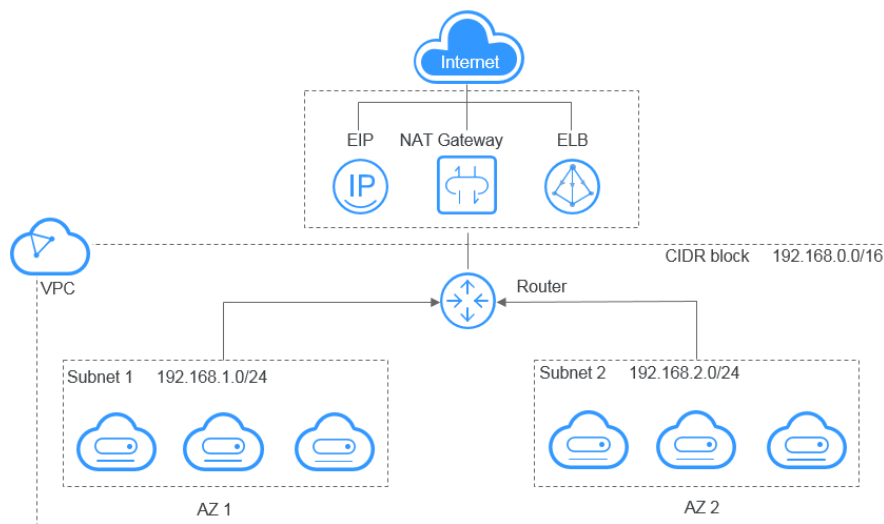 Internet
EIP NAT Gateway ELB
IP
CIDR block 192.168.0.0/16
VPC
Router
Subnet 1 192.168.1.0/24
Subnet 2 192.168.2.0/24
AZ 1
AZ 2